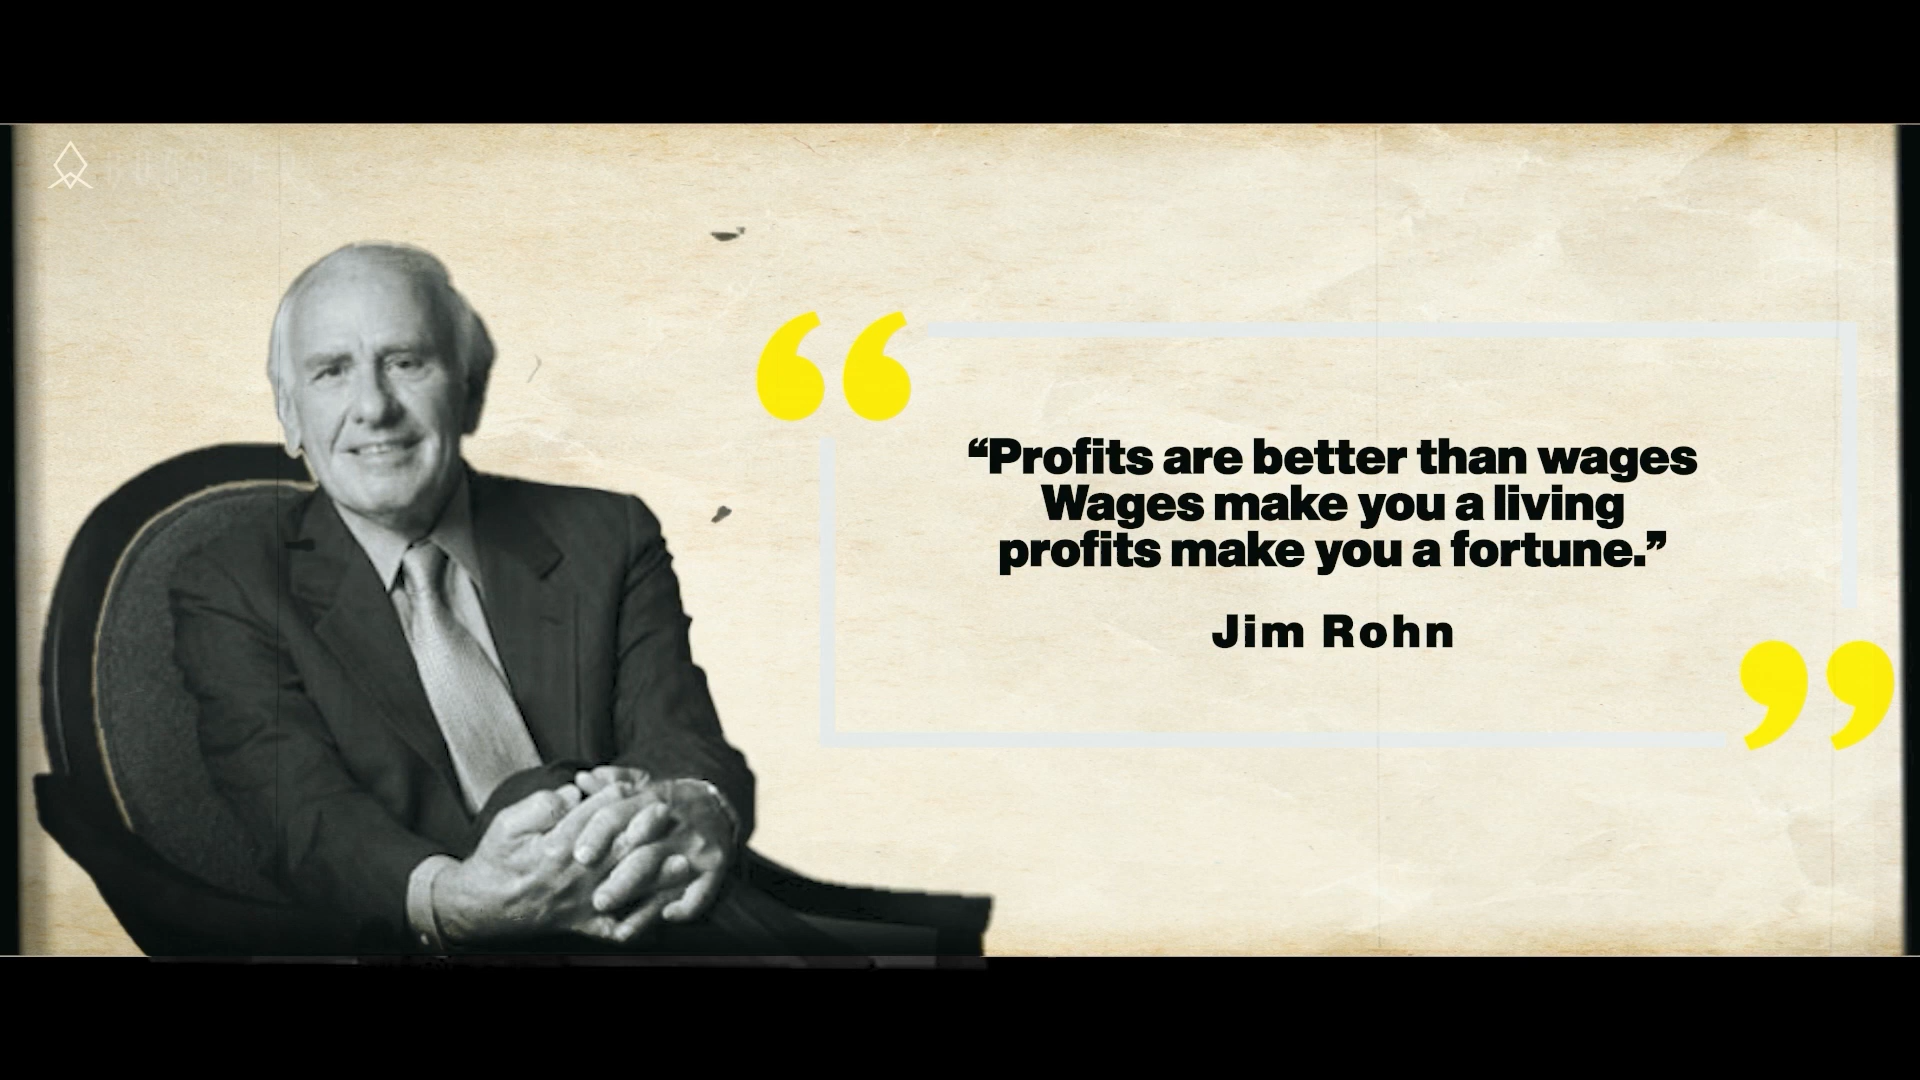 “Profits are better than wages
Wages make you a living
profits make you a fortune.”
Jim Rohn